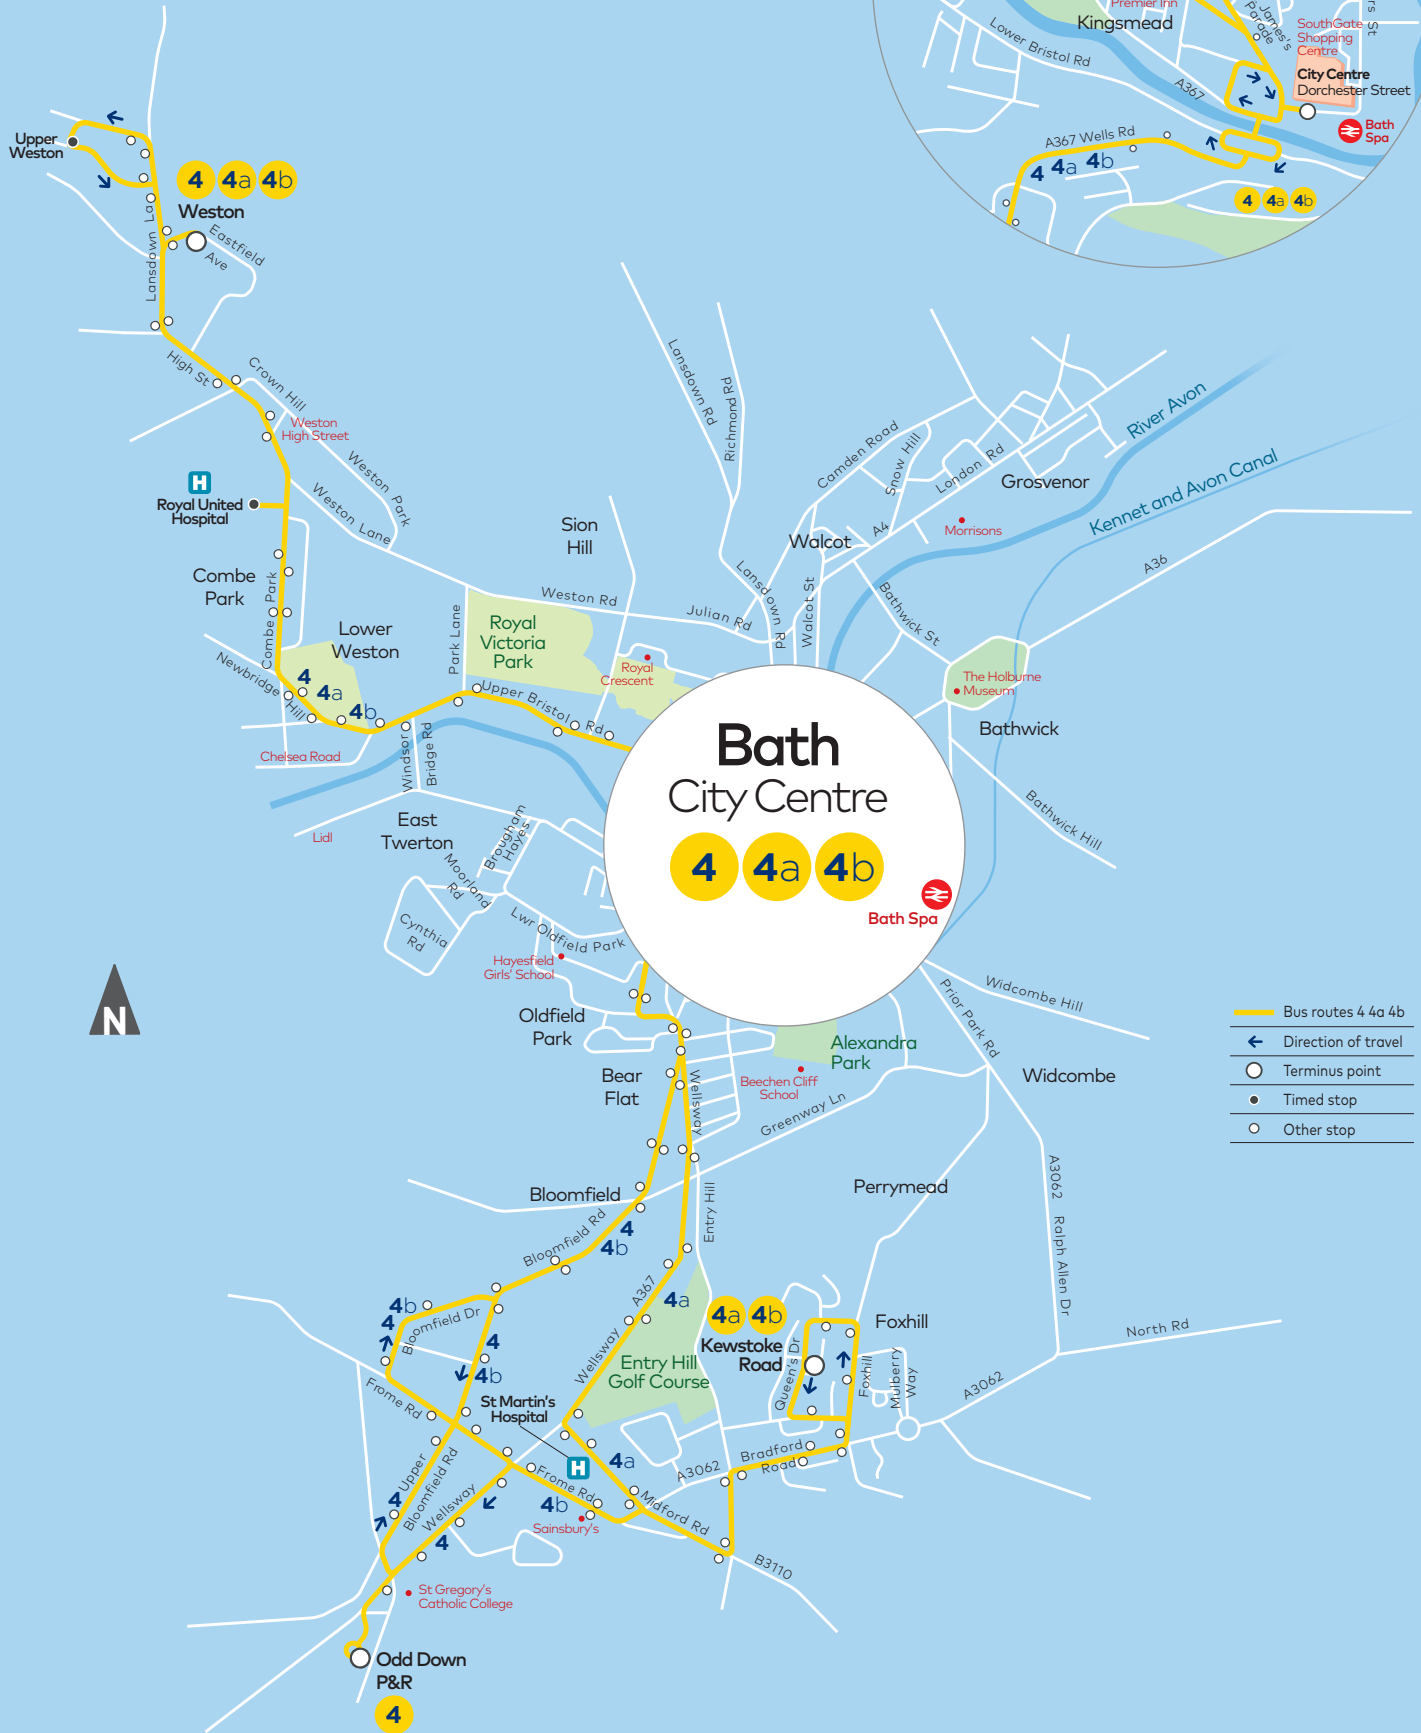 Premier Inn
Kingsmead
James's
Parade
SouthGate
Shopping
Centre
rs St
Lower Bristol Rd
A367
City Centre
Dorchester Street
Bath
Spa
A367 Wells Rd
4 4a 4b
4 4a 4b
Upper
Weston
4 4a 4b
Weston
Lansdown La
Eastfield
Ave
High St
Crown Hill
Weston
High Street
Weston Park
Weston Lane
H
Royal United
Hospital
Combe
Park
Combe Park
Lower
Weston
Newbridge
Hill
4
4a
4b
Chelsea Road
Windsor
Bridge Rd
Park Lane
Royal
Victoria
Park
Upper Bristol Rd
Sion
Hill
Weston Rd
Julian Rd
Royal
Crescent
Lansdown Rd
Richmond Rd
Lansdown Rd
Walcot St
Camden Road
Snow Hill
London Rd
Walcot
A4
Grosvenor
Morrisons
River Avon
Kennet and Avon Canal
A36
Bathwick St
The Holburne
Museum
Bathwick
Bathwick Hill
Bath
City Centre
4 4a 4b
Bath Spa
Lidl
East
Twerton
Brougham
Hayes
Moorland
Rd
Cynthia
Rd
Lwr Oldfield Park
Hayesfield
Girls' School
Oldfield
Park
Bear
Flat
Wellsway
Alexandra
Park
Beechen Cliff
School
Greenway Ln
Prior Park Rd
Widcombe Hill
Widcombe
N
Bus routes 4 4a 4b
Direction of travel
Terminus point
Timed stop
Other stop
Perrymead
A3062 Ralph Allen Dr
Bloomfield
Bloomfield Rd
4
4b
Entry Hill
A367
4a
Wellsway
4b
4
Bloomfield Dr
4
4b
Frome Rd
St Martin's
Hospital
H
Entry Hill
Golf Course
4a 4b
Kewstoke
Road
Queen's Dr
Foxhill
Foxhill
Mulberry
Way
North Rd
A3062
A3062
Bradford
Road
4a
Frome Rd
4b
Sainsbury's
Midford Rd
B3110
Upper
Bloomfield Rd
4
Wellsway
4
St Gregory's
Catholic College
Odd Down
P&R
4